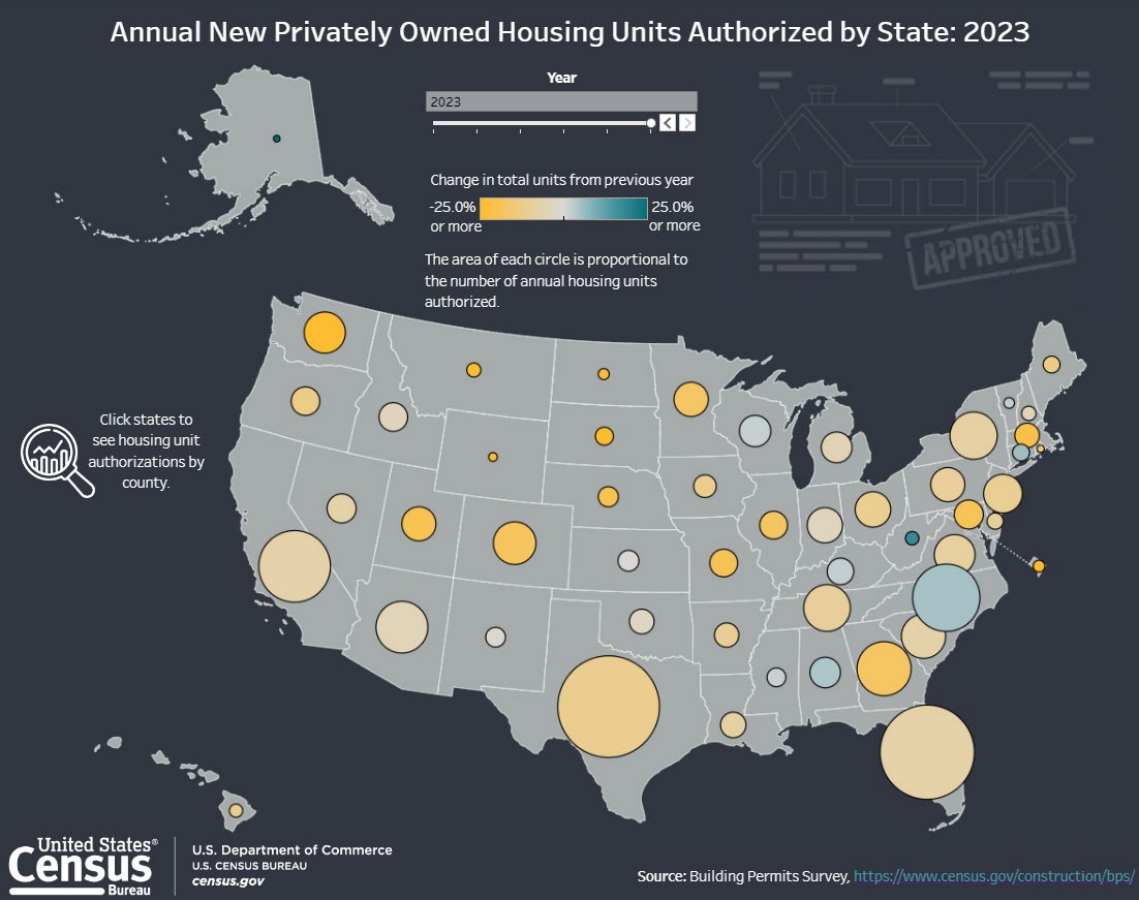 Annual New Privately Owned Housing Units Authorized by State: 2023
Year
2023
Change in total units from previous year
-25.0%
or more
25.0%
or more
The area of each circle is proportional to
the number of annual housing units
authorized.
APPROVED
Click states to
see housing unit
authorizations by
county.
United States®
Census
Bureau
U.S. Department of Commerce
U.S. CENSUS BUREAU
census.gov
Source: Building Permits Survey, https://www.census.gov/construction/bps/